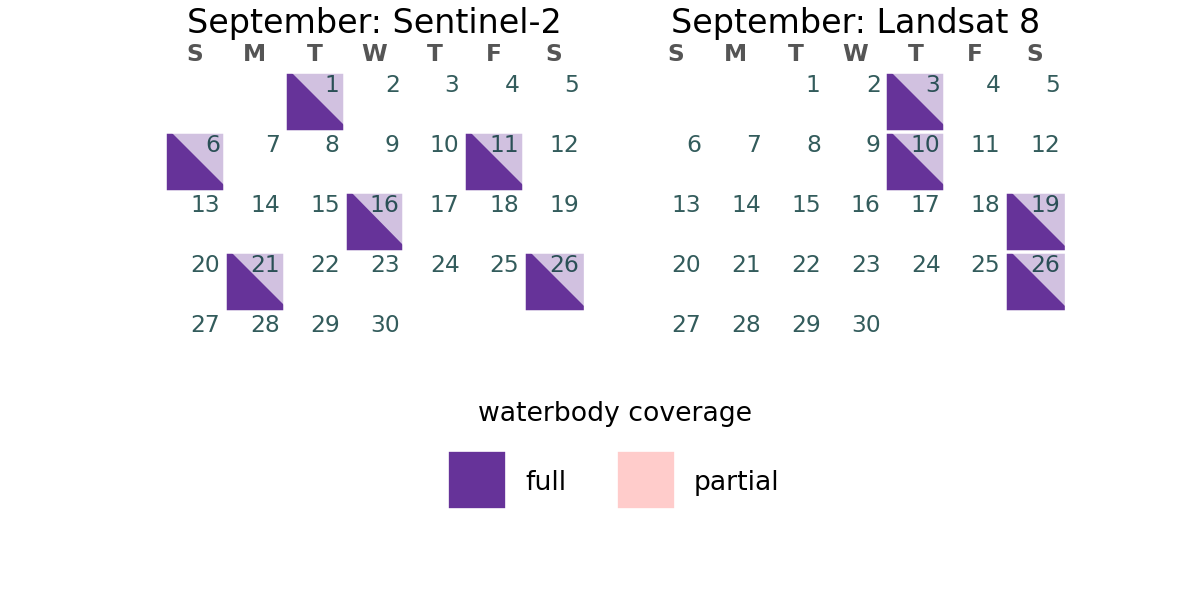 September: Sentinel-2
S M T W T F S
1 2 3 4 5
6 7 8 9 10 11 12
13 14 15 16 17 18 19
20 21 22 23 24 25 26
27 28 29 30
September: Landsat 8
S M T W T F S
1 2 3 4 5
6 7 8 9 10 11 12
13 14 15 16 17 18 19
20 21 22 23 24 25 26
27 28 29 30
waterbody coverage
full partial